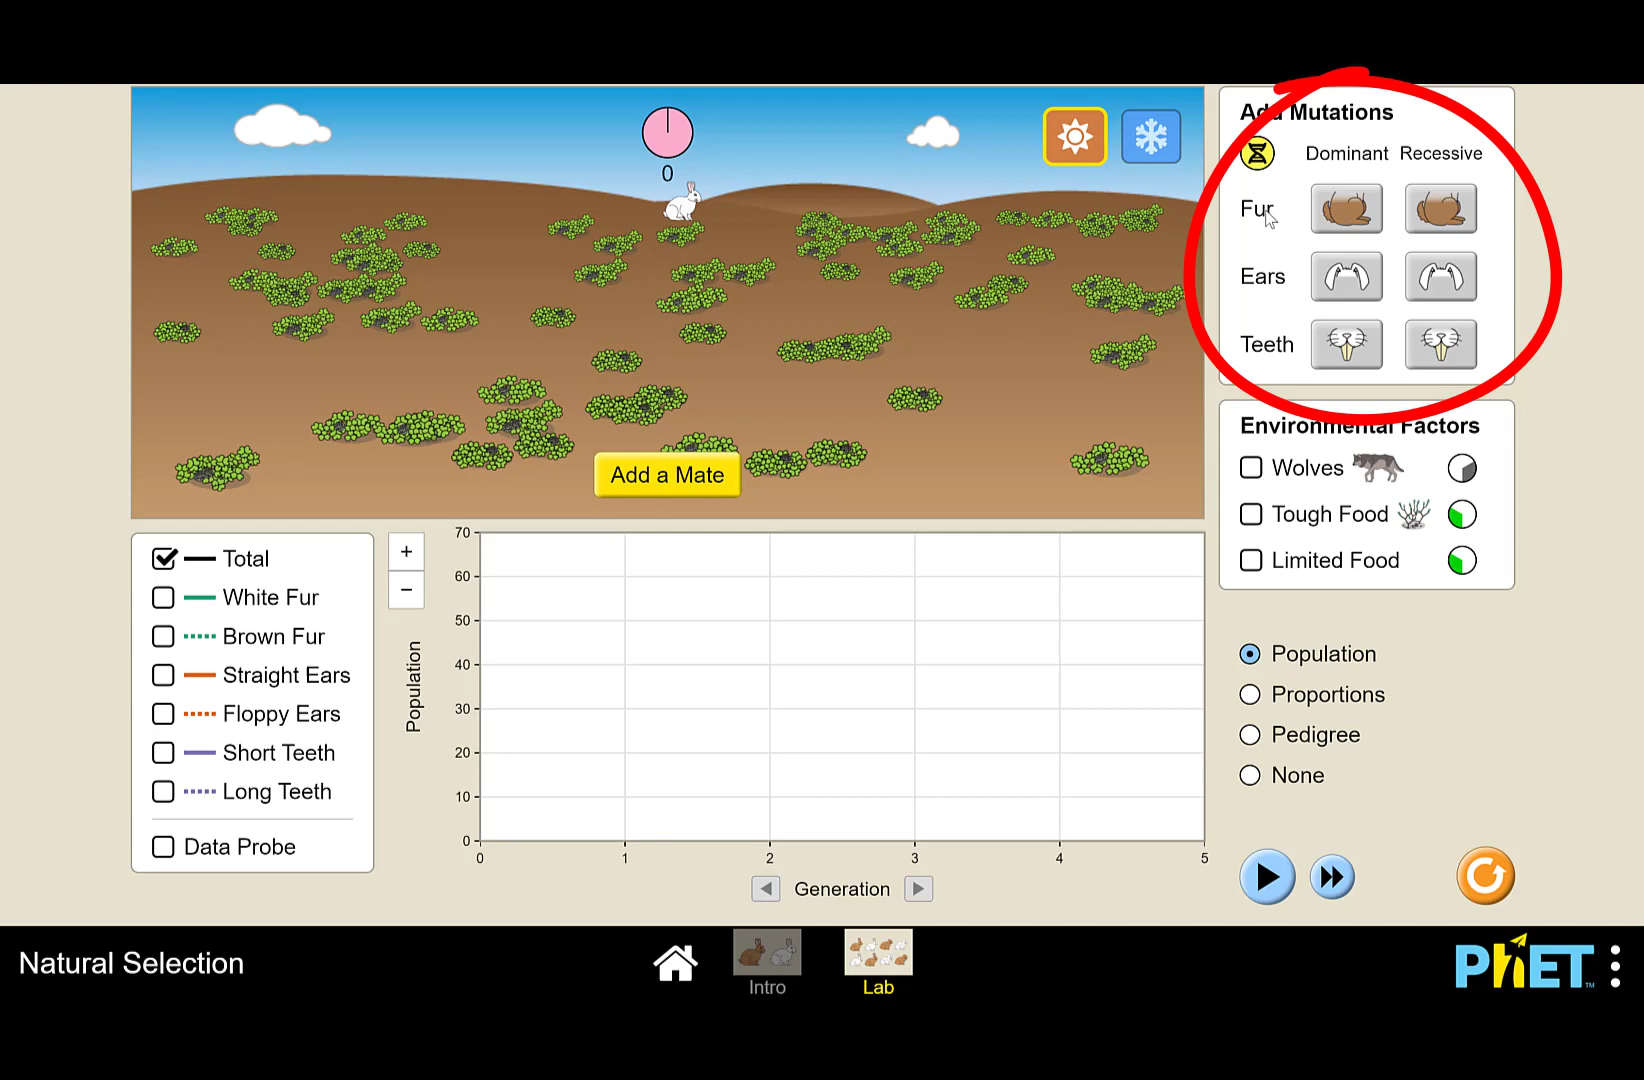 0
Add a Mate
Add Mutations
Dominant Recessive
Fur
Ears
Teeth
Environmental Factors
Wolves
Tough Food
Limited Food
Total
White Fur
Brown Fur
Straight Ears
Floppy Ears
Short Teeth
Long Teeth
Data Probe
+
−
Population
70
60
50
40
30
20
10
0
0 1 2 3 4 5
Generation
Population
Proportions
Pedigree
None
Natural Selection
Intro
Lab
PhET
TM